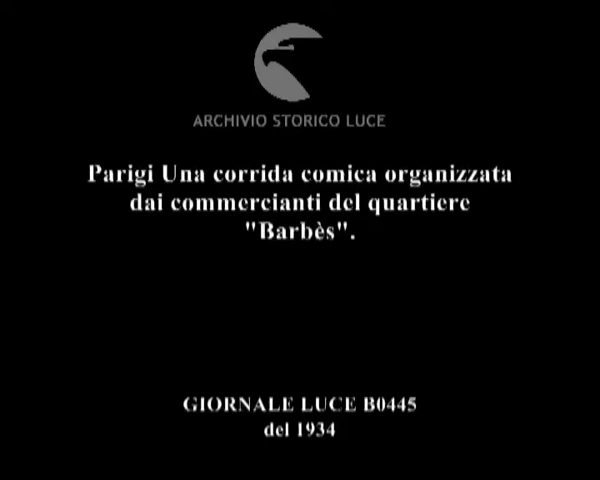 ARCHIVIO STORICO LUCE
Parigi Una corrida comica organizzata
dai commercianti del quartiere
"Barbès".
GIORNALE LUCE B0445
del 1934